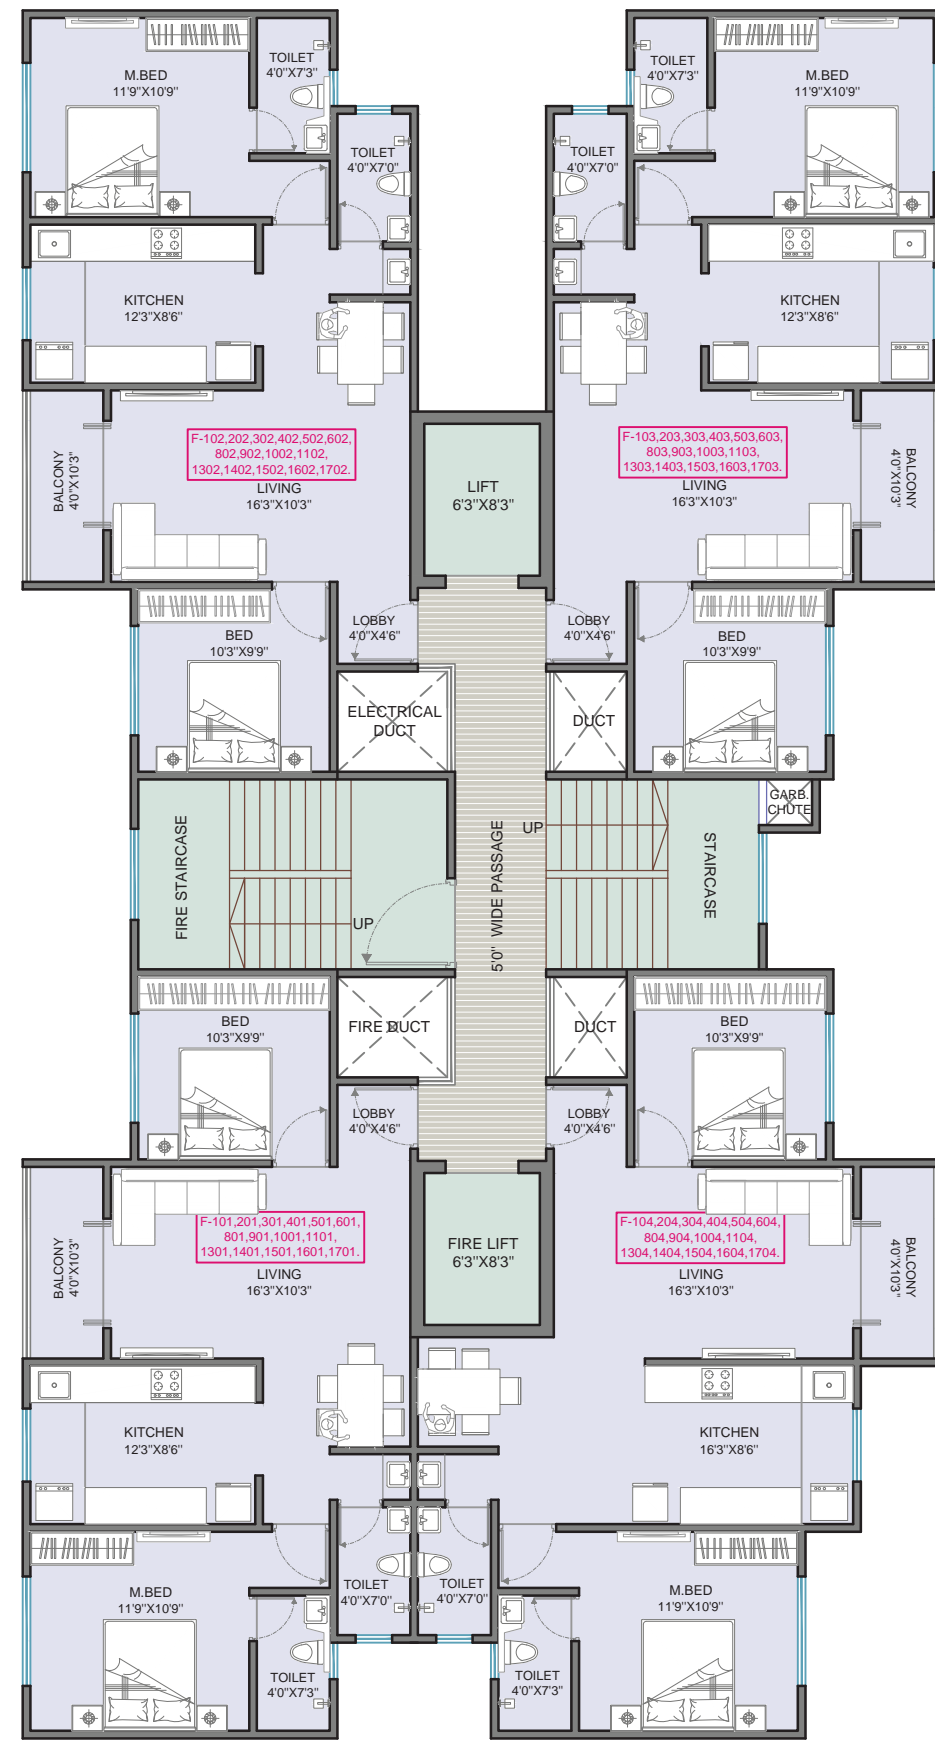 TOILET
4'0"X7'3"
M.BED
11'9"X10'9"
TOILET
4'0"X7'0"
KITCHEN
12'3"X8'6"
F-102,202,302,402,502,602,
802,902,1002,1102,
1302,1402,1502,1602,1702.
LIVING
16'3"X10'3"
BALCONY
4'0"X10'3"
BED
10'3"X9'9"
LOBBY
4'0"X4'6"
TOILET
4'0"X7'3"
M.BED
11'9"X10'9"
TOILET
4'0"X7'0"
KITCHEN
12'3"X8'6"
F-103,203,303,403,503,603,
803,903,1003,1103,
1303,1403,1503,1603,1703.
LIVING
16'3"X10'3"
BALCONY
4'0"X10'3"
BED
10'3"X9'9"
LOBBY
4'0"X4'6"
LIFT
6'3"X8'3"
ELECTRICAL
DUCT
DUCT
GARB.
CHUTE
FIRE STAIRCASE
UP
5'0" WIDE PASSAGE
UP
STAIRCASE
FIRE DUCT
DUCT
BED
10'3"X9'9"
LOBBY
4'0"X4'6"
F-101,201,301,401,501,601,
801,901,1001,1101,
1301,1401,1501,1601,1701.
LIVING
16'3"X10'3"
BALCONY
4'0"X10'3"
KITCHEN
12'3"X8'6"
TOILET
4'0"X7'0"
M.BED
11'9"X10'9"
TOILET
4'0"X7'3"
FIRE LIFT
6'3"X8'3"
BED
10'3"X9'9"
LOBBY
4'0"X4'6"
F-104,204,304,404,504,604,
804,904,1004,1104,
1304,1404,1504,1604,1704.
LIVING
16'3"X10'3"
BALCONY
4'0"X10'3"
KITCHEN
16'3"X8'6"
TOILET
4'0"X7'0"
M.BED
11'9"X10'9"
TOILET
4'0"X7'3"